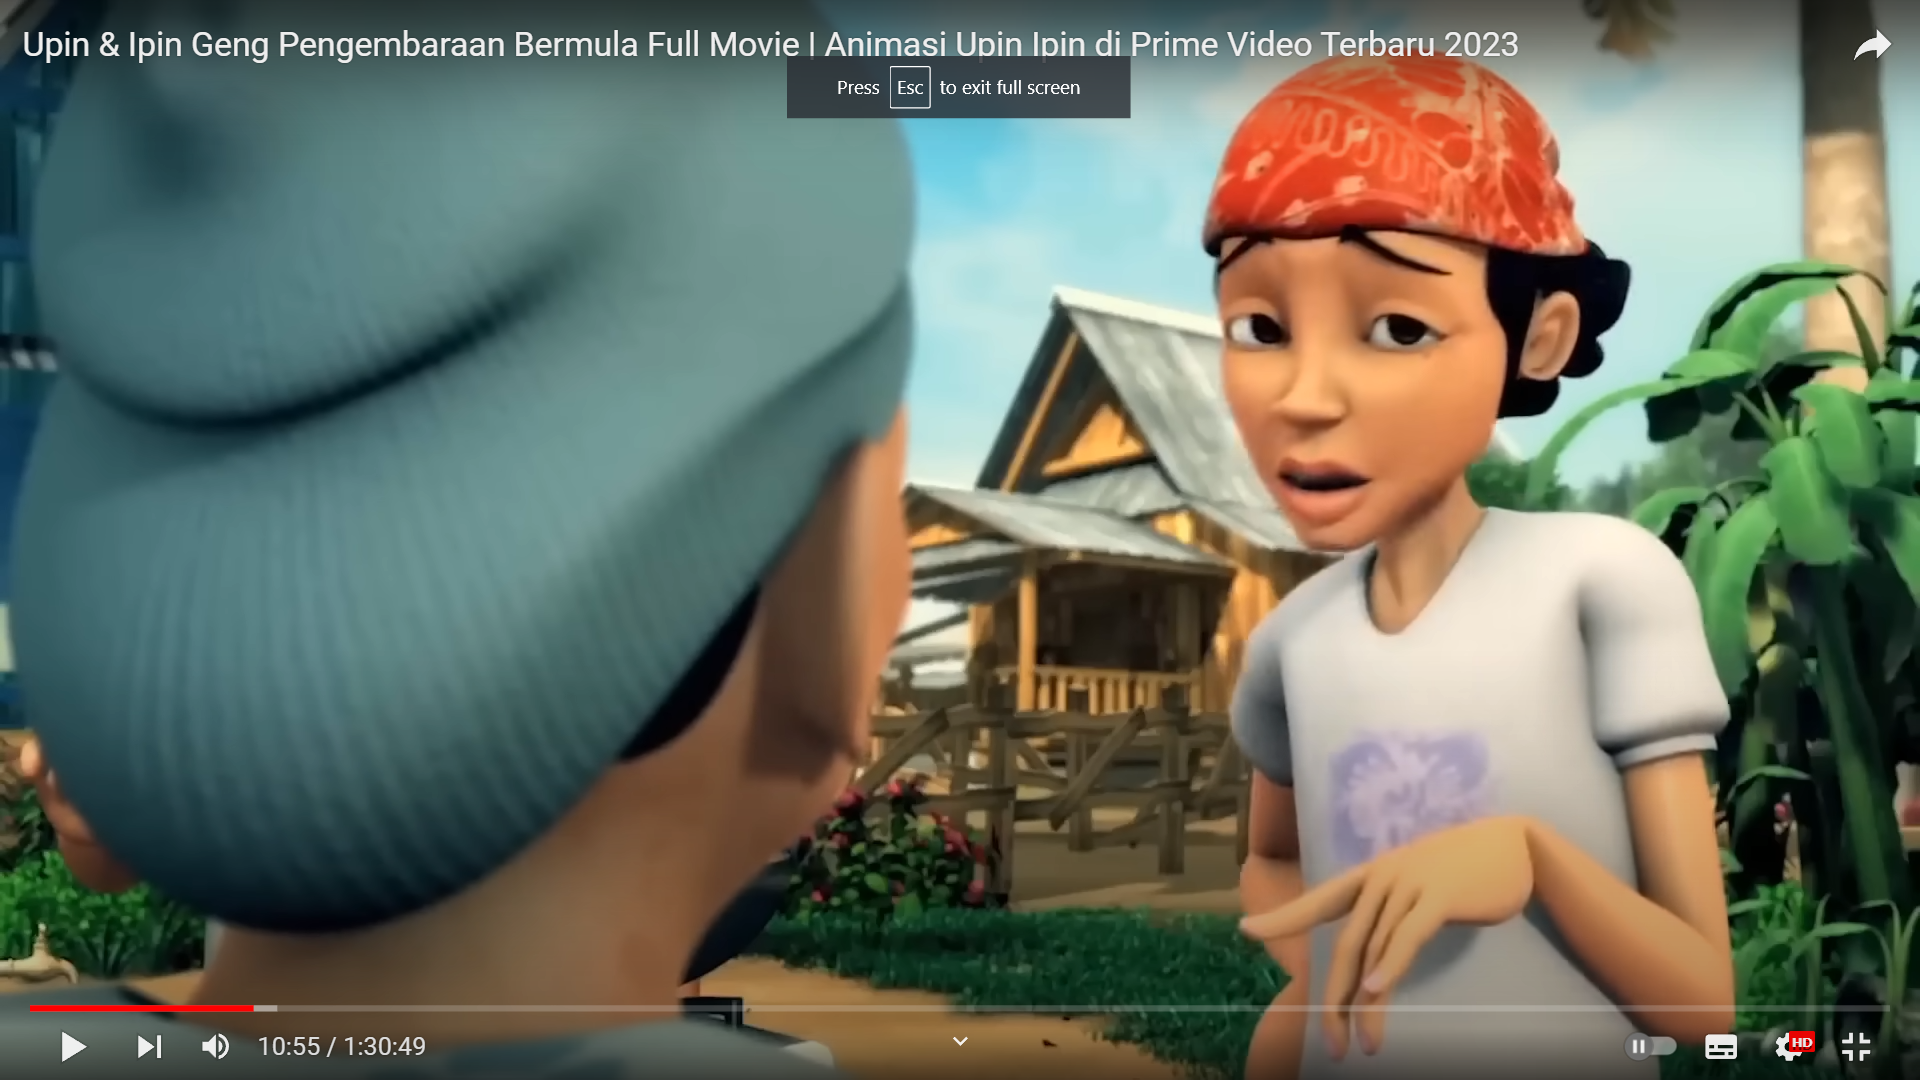 Upin & Ipin Geng Pengembaraan Bermula Full Movie | Animasi Upin Ipin di Prime Video Terbaru 2023
Press Esc to exit full screen
10:55 / 1:30:49
HD